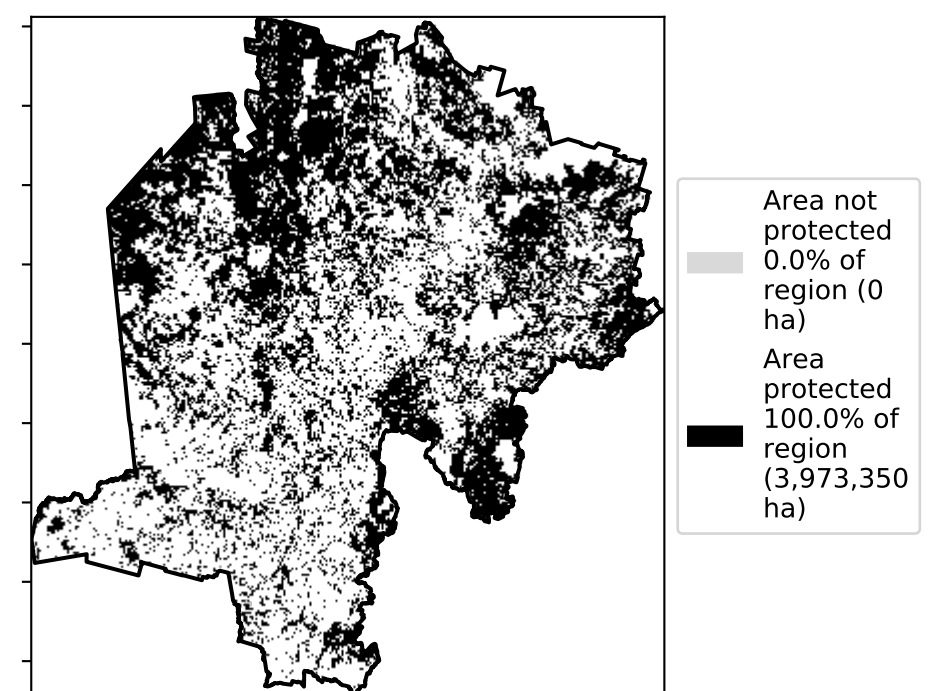 Area not
protected
0.0% of
region (0
ha)
Area
protected
100.0% of
region
(3,973,350
ha)